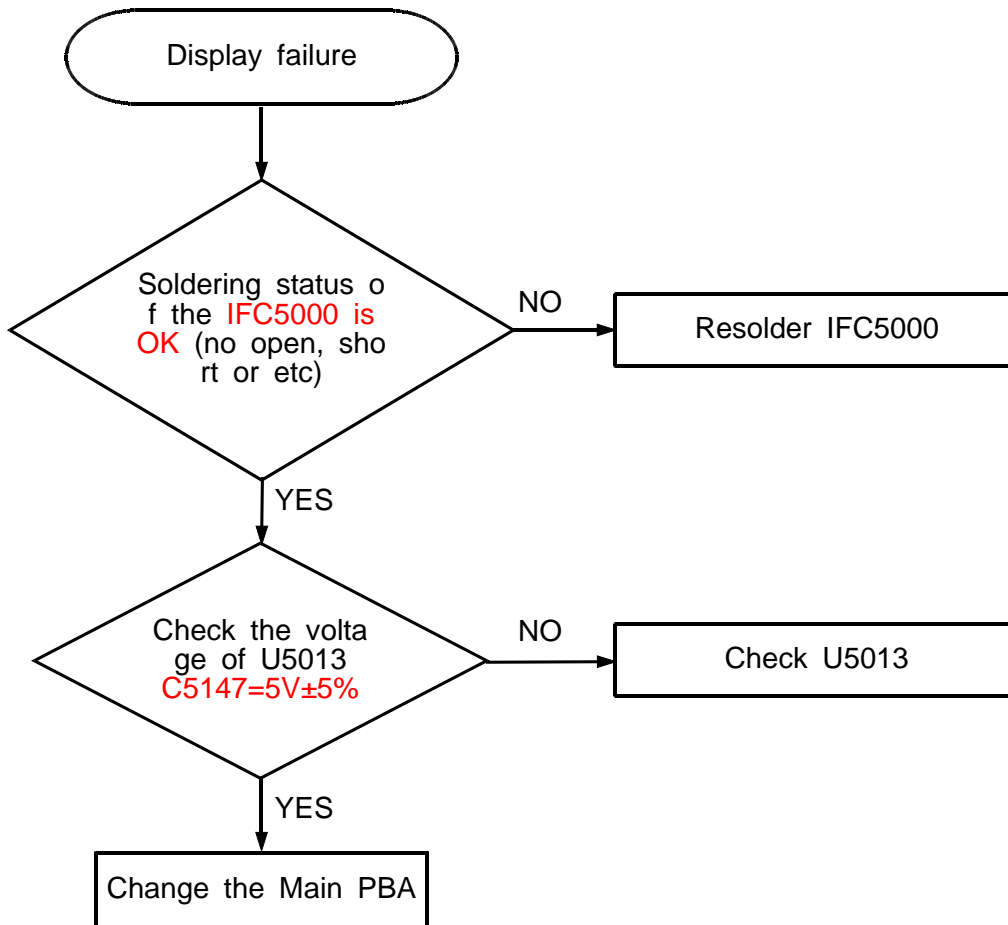 Display failure
Soldering status o
f the IFC5000 is
OK (no open, sho
rt or etc)
NO
Resolder IFC5000
YES
Check the volta
ge of U5013
C5147=5V±5%
NO
Check U5013
YES
Change the Main PBA